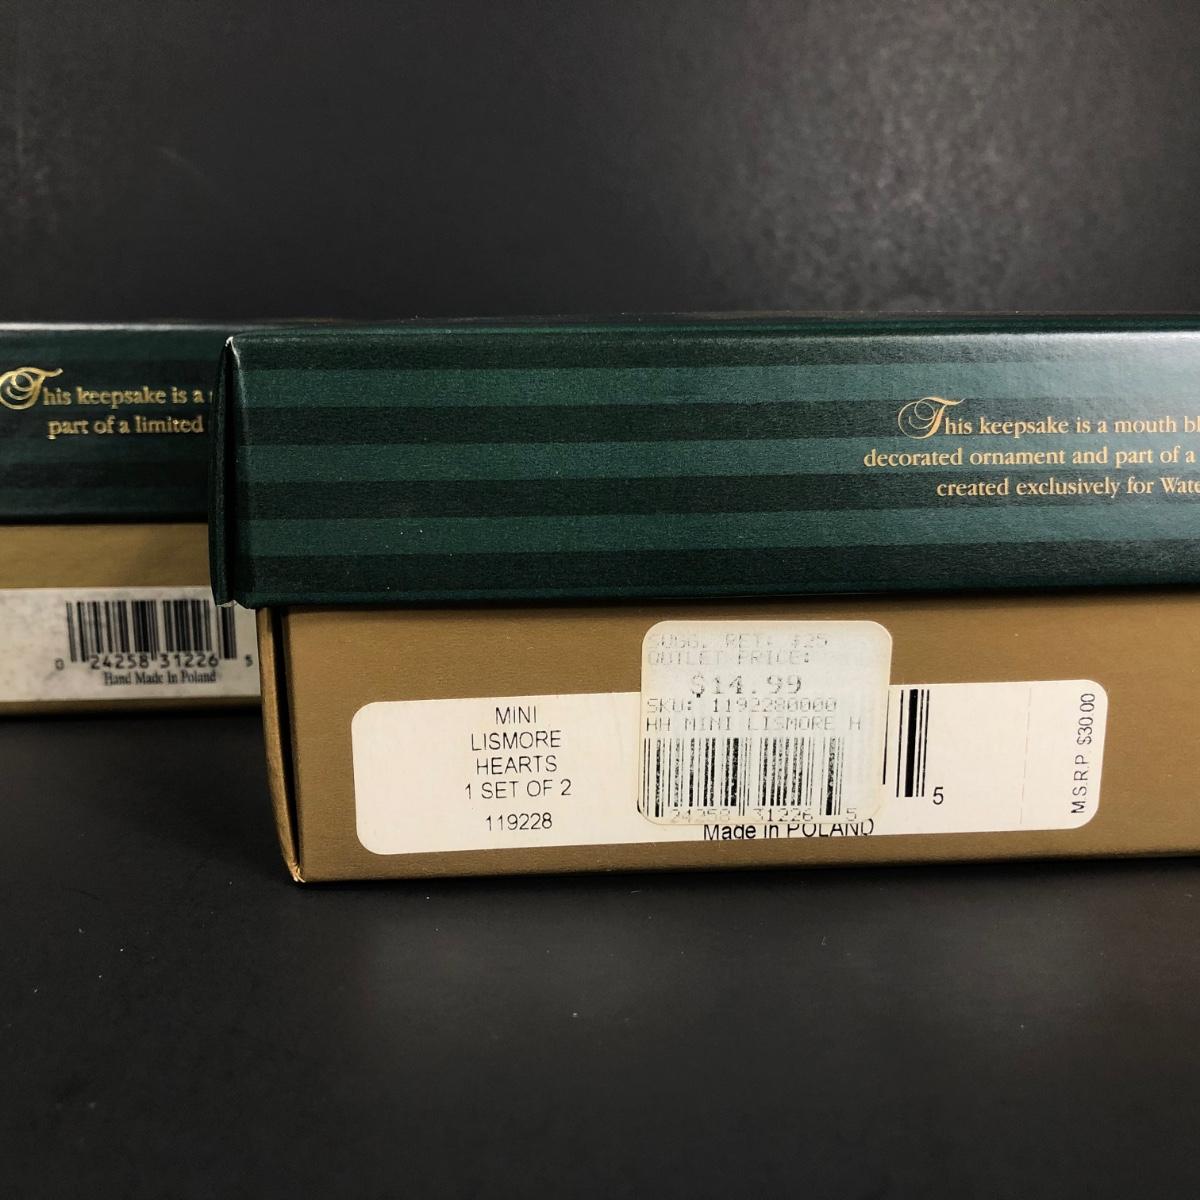 This keepsake is a
part of a limited
0 24258 31226 5
Hand Made In Poland
This keepsake is a mouth bl
decorated ornament and part of a
created exclusively for Wate
SUGG. RET: $25
OUTLET PRICE:
$14.99
SKU: 1192280000
HH MINI LISMORE H
24258 31226 5
MINI
LISMORE
HEARTS
1 SET OF 2
119228
5
Made in POLAND
M.S.R.P. $30.00